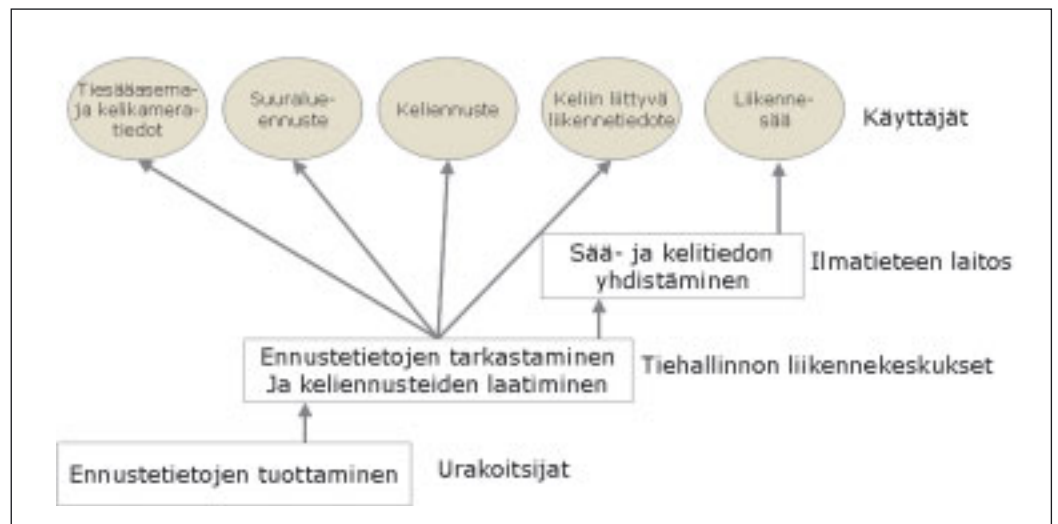 Tiesääasema-
ja kelikamera-
tiedot
Suuralue-
ennuste
Keliennuste
Keliin liittyvä
liikennetiedote
Liikenne-
sää
Käyttäjät
Sää- ja kelitiedon
yhdistäminen
Ilmatieteen laitos
Ennustetietojen tarkastaminen
Ja keliennusteiden laatiminen
Tiehallinnon liikennekeskukset
Ennustetietojen tuottaminen
Urakoitsijat